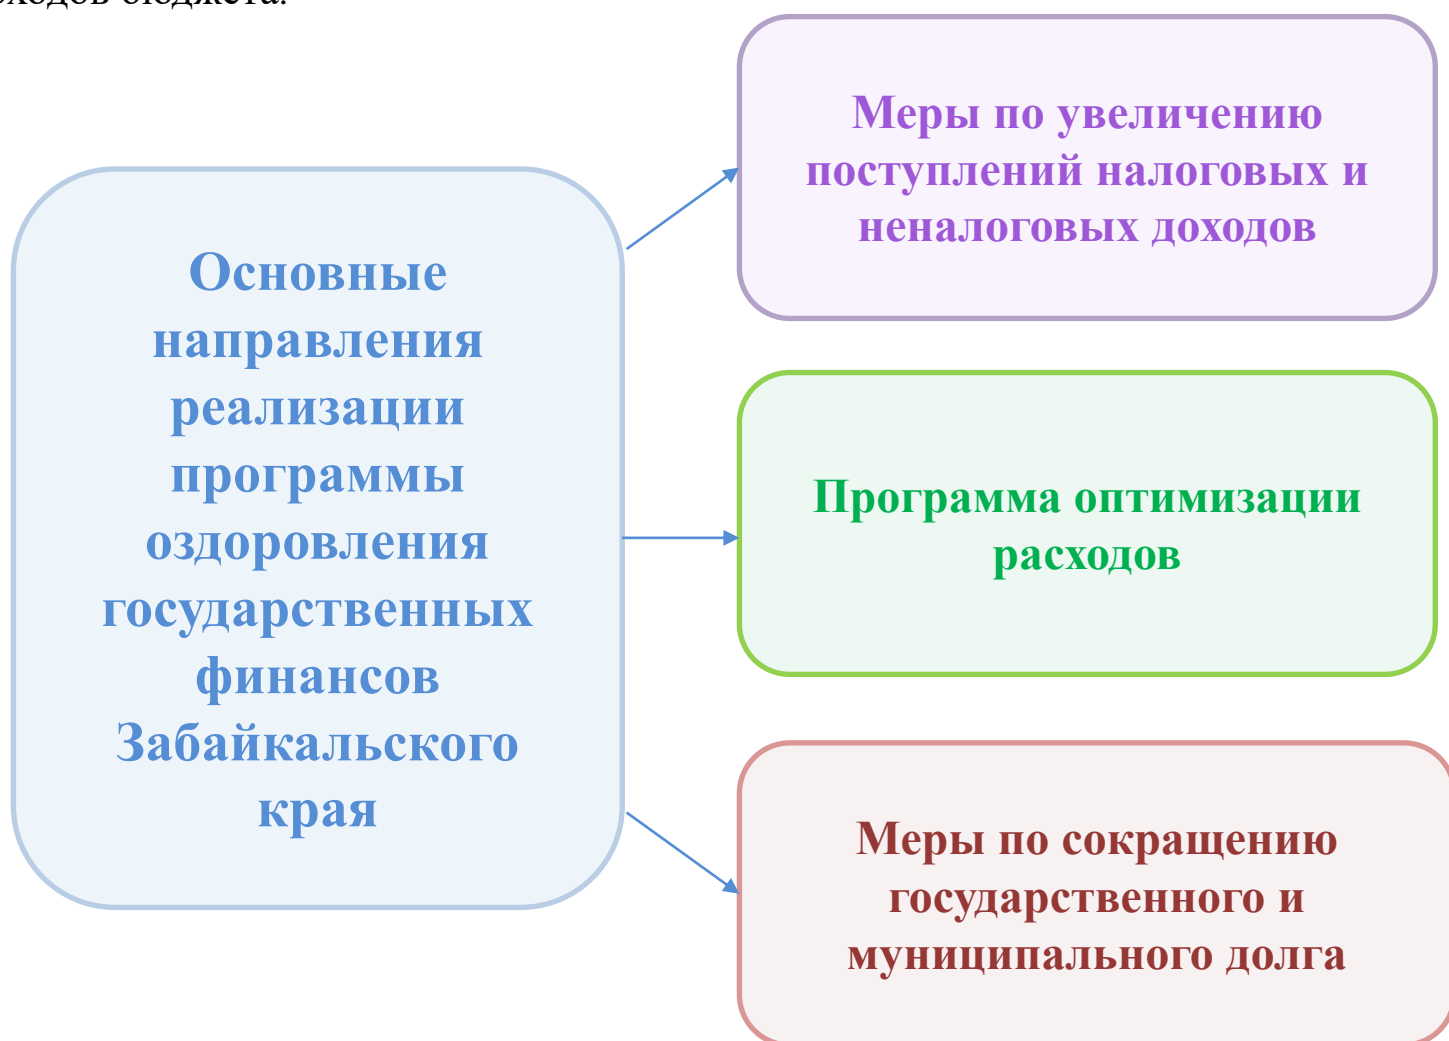 бюджета.
Основные
направления
реализации
программы
оздоровления
государственных
финансов
Забайкальского
края
Меры по увеличению
поступлений налоговых и
неналоговых доходов
Программа оптимизации
расходов
Меры по сокращению
государственного и
муниципального долга